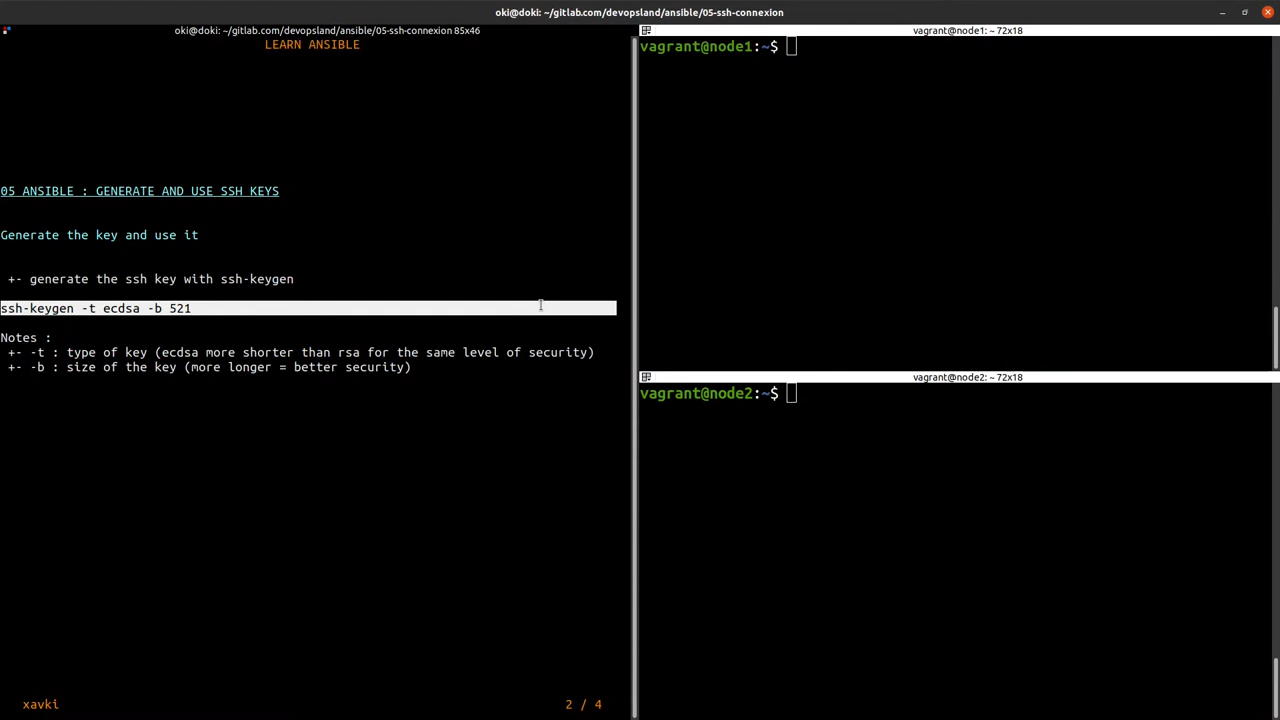 oki@doki: ~/gitlab.com/devopsland/ansible/05-ssh-connexion
oki@doki: ~/gitlab.com/devopsland/ansible/05-ssh-connexion 85x46
LEARN ANSIBLE
05 ANSIBLE : GENERATE AND USE SSH KEYS
Generate the key and use it
+- generate the ssh key with ssh-keygen
ssh-keygen -t ecdsa -b 521
Notes :
+- -t : type of key (ecdsa more shorter than rsa for the same level of security)
+- -b : size of the key (more longer = better security)
xavki
2 / 4
vagrant@node1: ~ 72x18
vagrant@node1:~$
vagrant@node2: ~ 72x18
vagrant@node2:~$